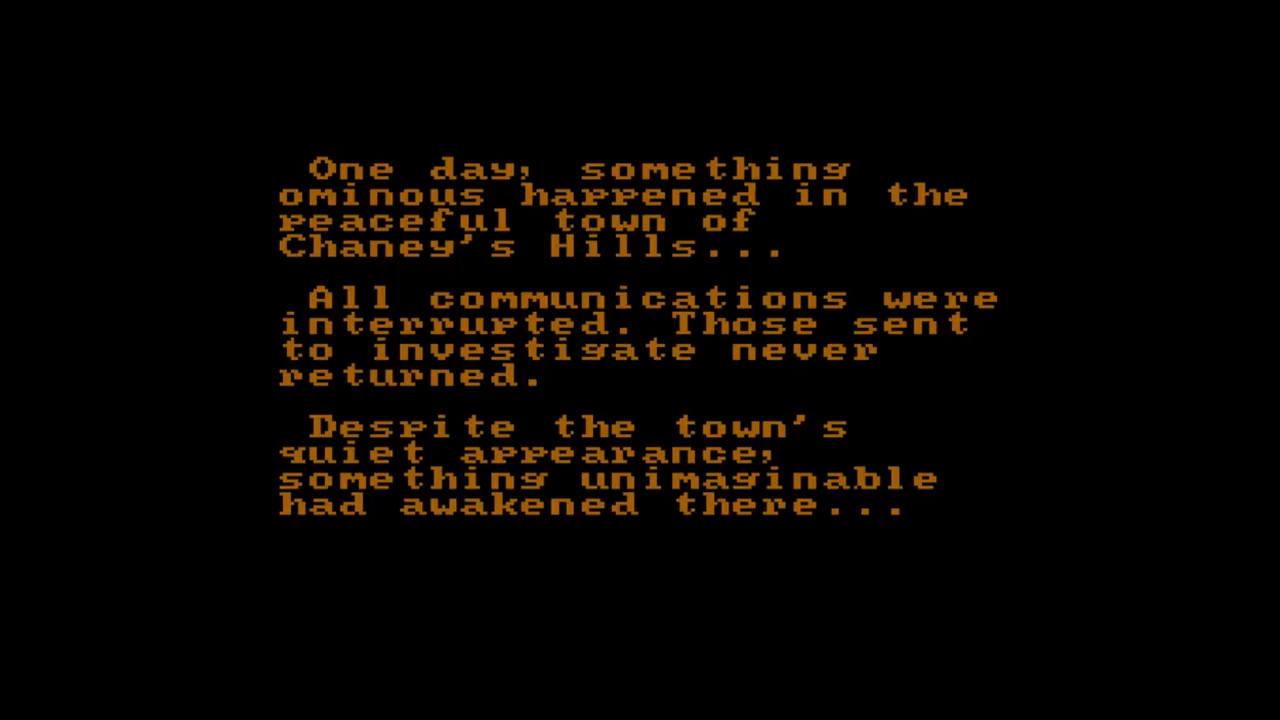 One day, something
ominous happened in the
peaceful town of
Chaney's Hills...
All communications were
interrupted. Those sent
to investigate never
returned.
Despite the town's
quiet appearance,
something unimaginable
had awakened there...